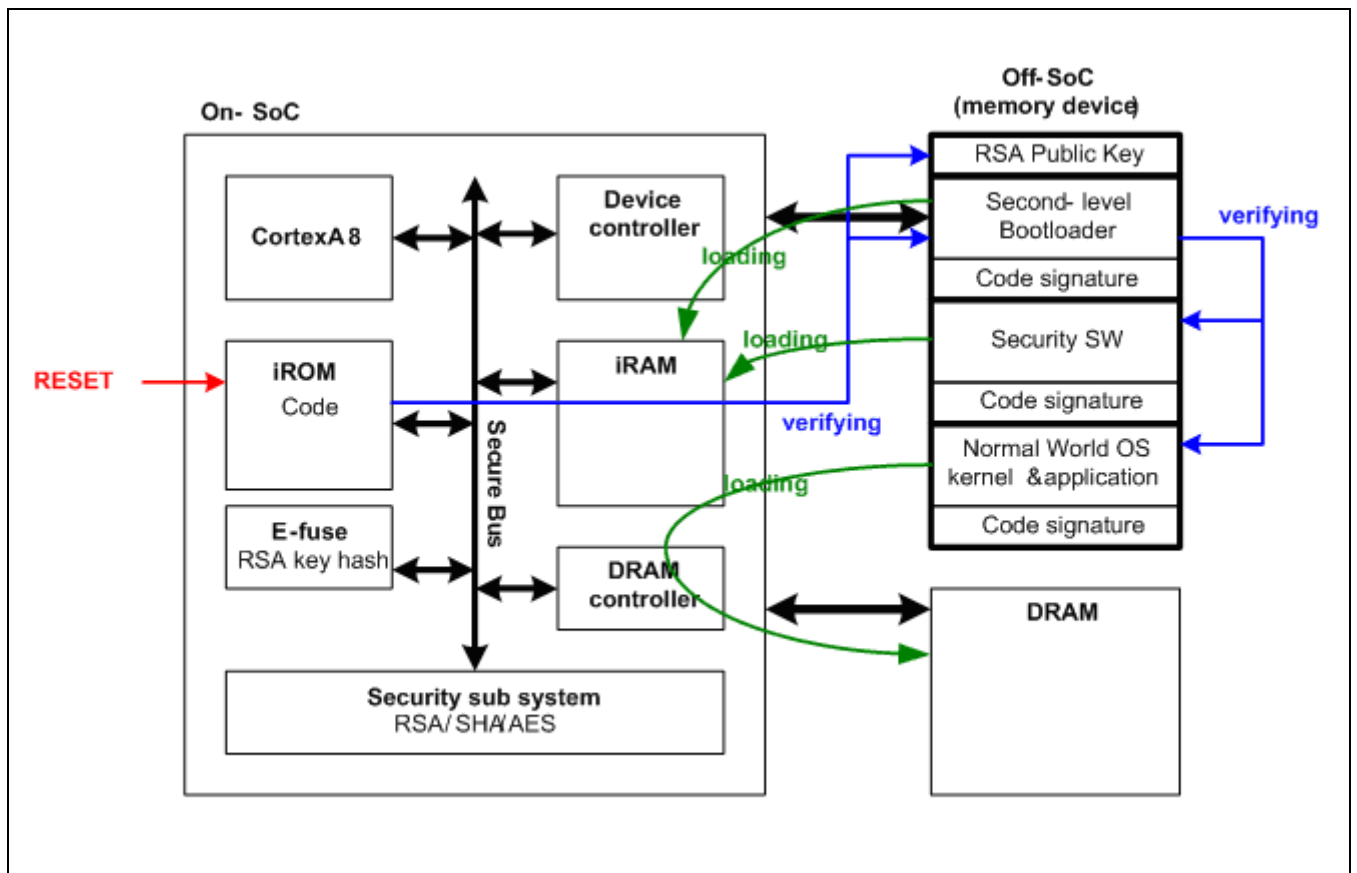 On- SoC
Off-SoC
(memory device)
CortexA8
Device
controller
RSA Public Key
Second- level
Bootloader
Code signature
verifying
loading
RESET
iROM
Code
iRAM
loading
Security SW
Code signature
verifying
Secure Bus
loading
Normal World OS
kernel &application
Code signature
E-fuse
RSA key hash
DRAM
controller
DRAM
Security sub system
RSA/ SHA/AES